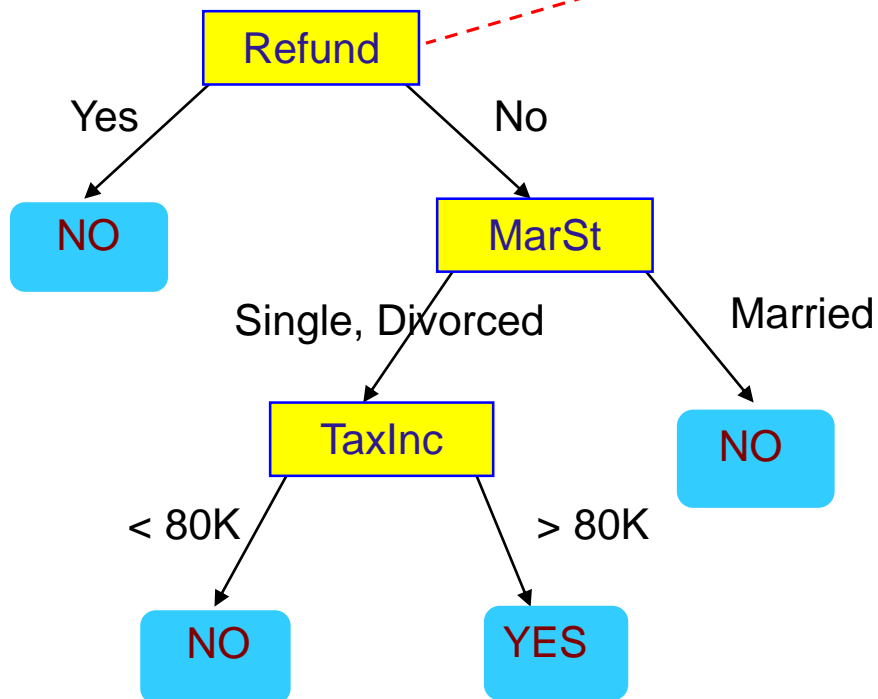 Refund
Yes
No
NO
MarSt
Single, Divorced
Married
TaxInc
NO
< 80K
> 80K
NO
YES